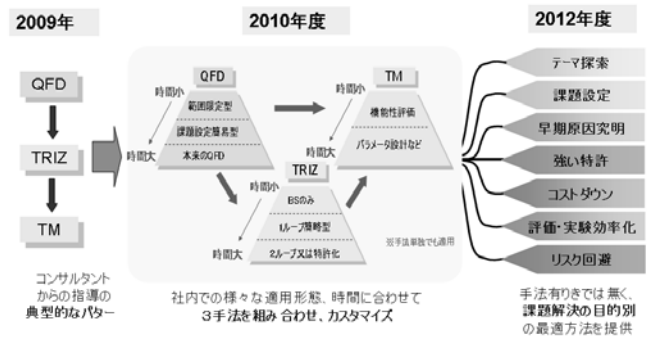 2009年
QFD
TRIZ
TM
コンサルタント
からの指導の
典型的なパター
2010年度
QFD
時間小
範囲限定型
課題設定簡易型
本来のQFD
時間大
TM
時間小
機能性評価
パラメータ設計など
時間大
TRIZ
時間小
BSのみ
1ループ簡略型
2ループ又は特許化
時間大
※手法単独でも適用
社内での様々な適用形態、時間に合わせて
3手法を組み合わせ、カスタマイズ
2012年度
テーマ探索
課題設定
早期原因究明
強い特許
コストダウン
評価・実験効率化
リスク回避
手法有りきでは無く、
課題解決の目的別
の最適方法を提供